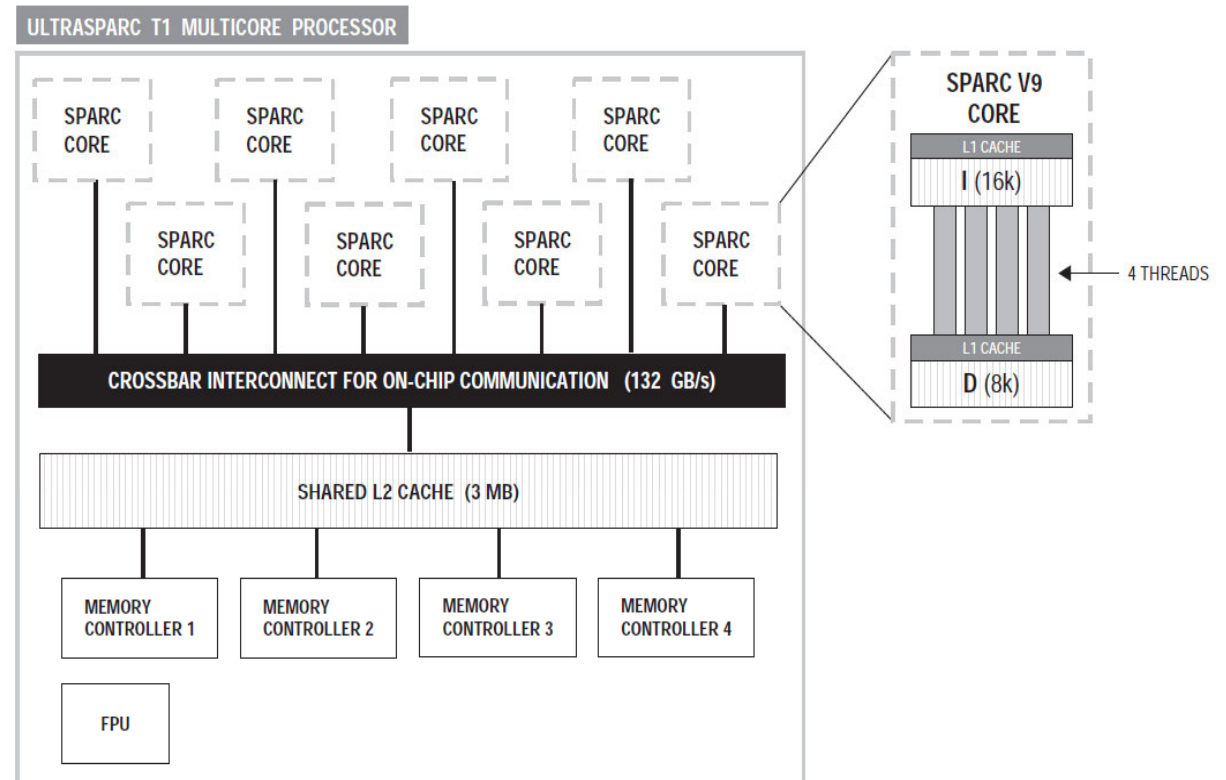 ULTRASPARC T1 MULTICORE PROCESSOR
SPARC
CORE
SPARC
CORE
SPARC
CORE
SPARC
CORE
SPARC
CORE
SPARC
CORE
SPARC
CORE
SPARC
CORE
CROSSBAR INTERCONNECT FOR ON-CHIP COMMUNICATION (132 GB/s)
SHARED L2 CACHE (3 MB)
MEMORY
CONTROLLER 1
MEMORY
CONTROLLER 2
MEMORY
CONTROLLER 3
MEMORY
CONTROLLER 4
FPU
SPARC V9
CORE
L1 CACHE
I (16k)
4 THREADS
L1 CACHE
D (8k)